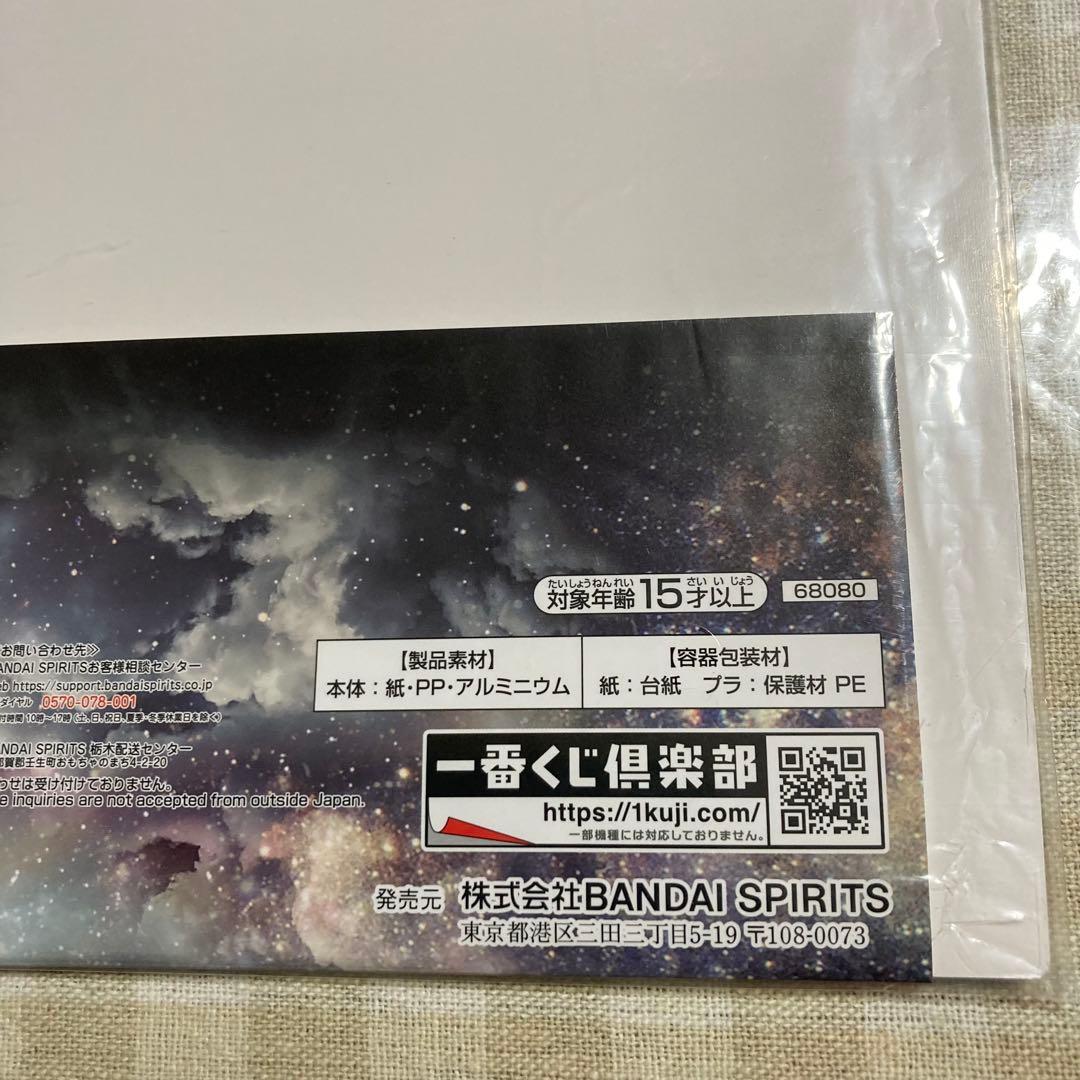 たいしょうねんれい さい いじょう
対象年齢15才以上
68080
お問い合わせ先≫
ANDAI SPIRITSお客様相談センター
eb https://support.bandaispirits.co.jp
ダイヤル 0570-078-001
付時間 10時〜17時(土、日、祝日、夏季・冬季休業日を除く)
ANDAI SPIRITS 栃木配送センター
都賀郡壬生町おもちゃのまち4-2-20
わせは受け付けておりません。
e inquiries are not accepted from outside Japan.
【製品素材】
本体:紙・PP・アルミニウム
【容器包装材】
紙:台紙 プラ:保護材 PE
一番くじ倶楽部
https://1kuji.com/
一部機種には対応しておりません。
発売元 株式会社BANDAI SPIRITS
東京都港区三田三丁目5-19 〒108-0073